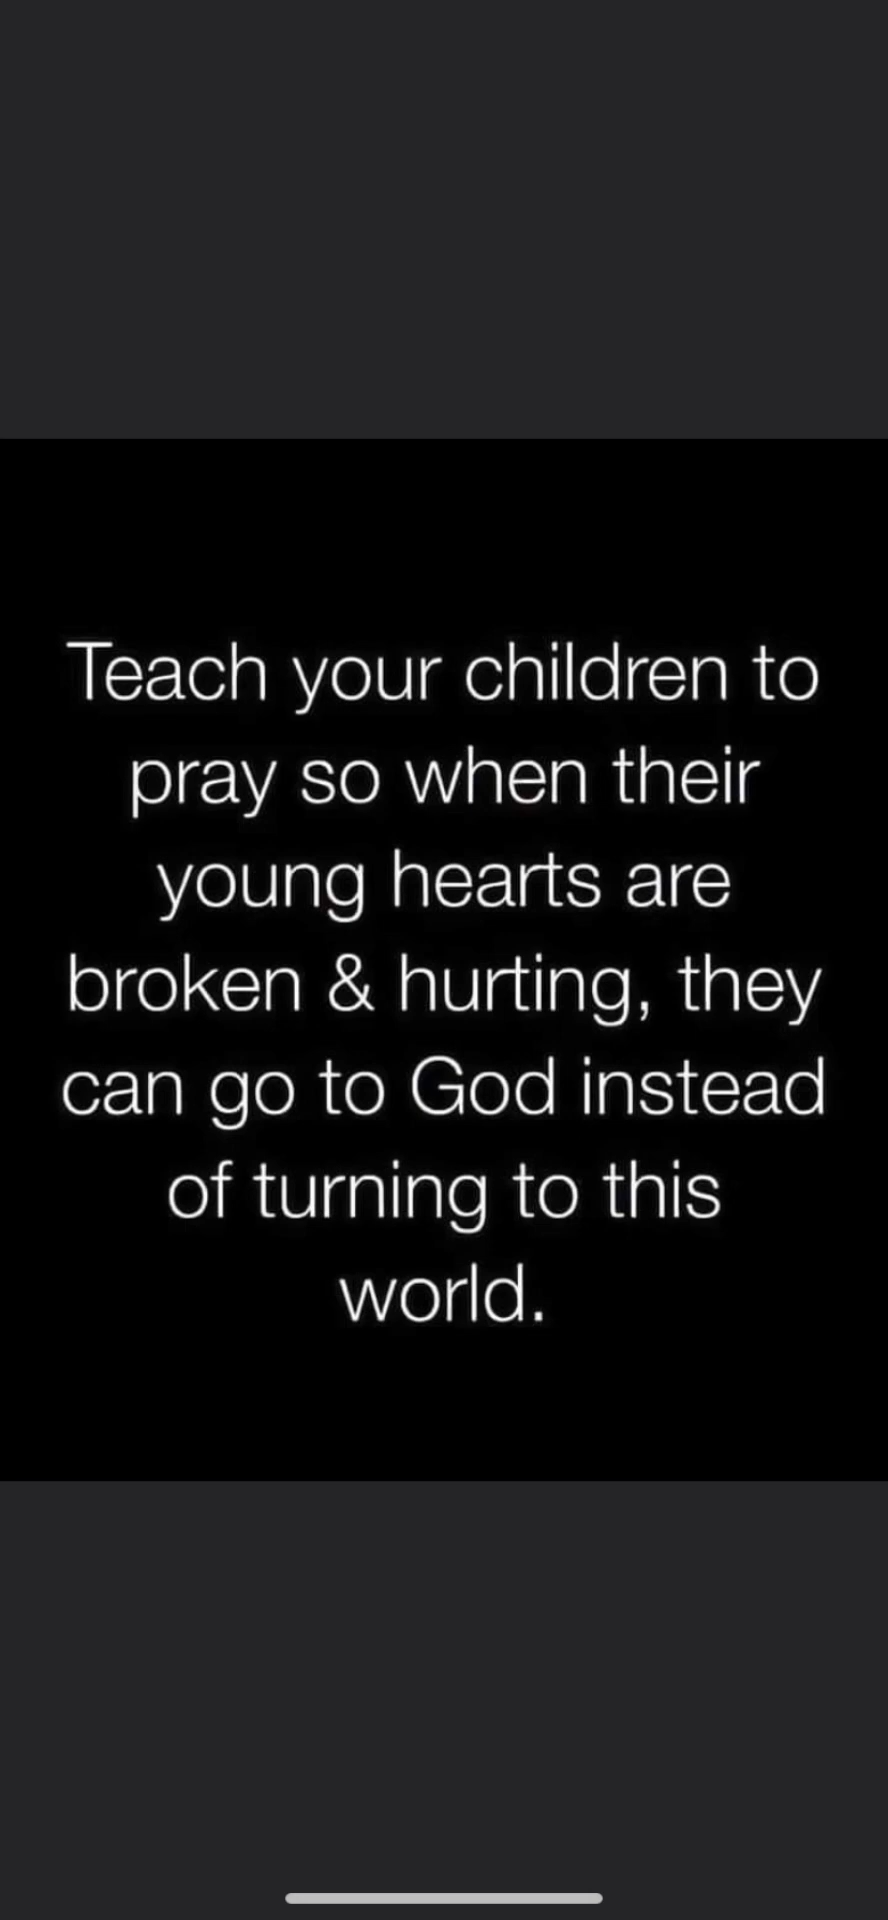 Teach your children to
pray so when their
young hearts are
broken & hurting, they
can go to God instead
of turning to this
world.